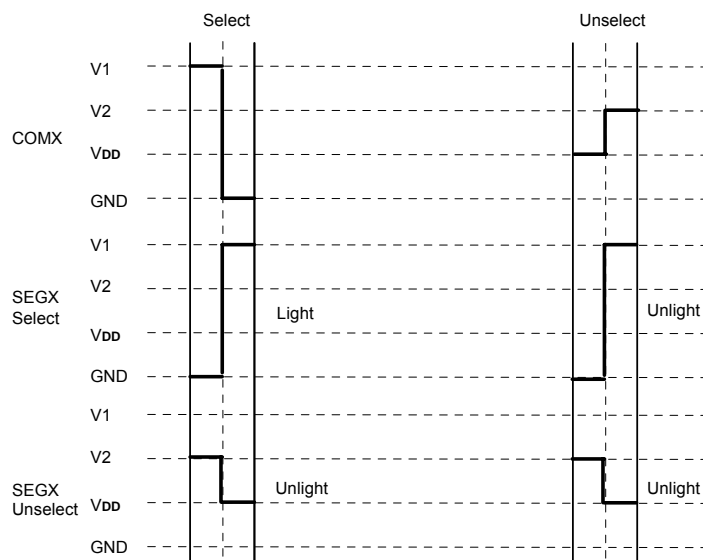 Select Unselect
V1
V2
COMX
VDD
GND
V1
V2
SEGX
Select
Light
Unlight
VDD
GND
V1
V2
SEGX
Unselect
Unlight
Unlight
VDD
GND